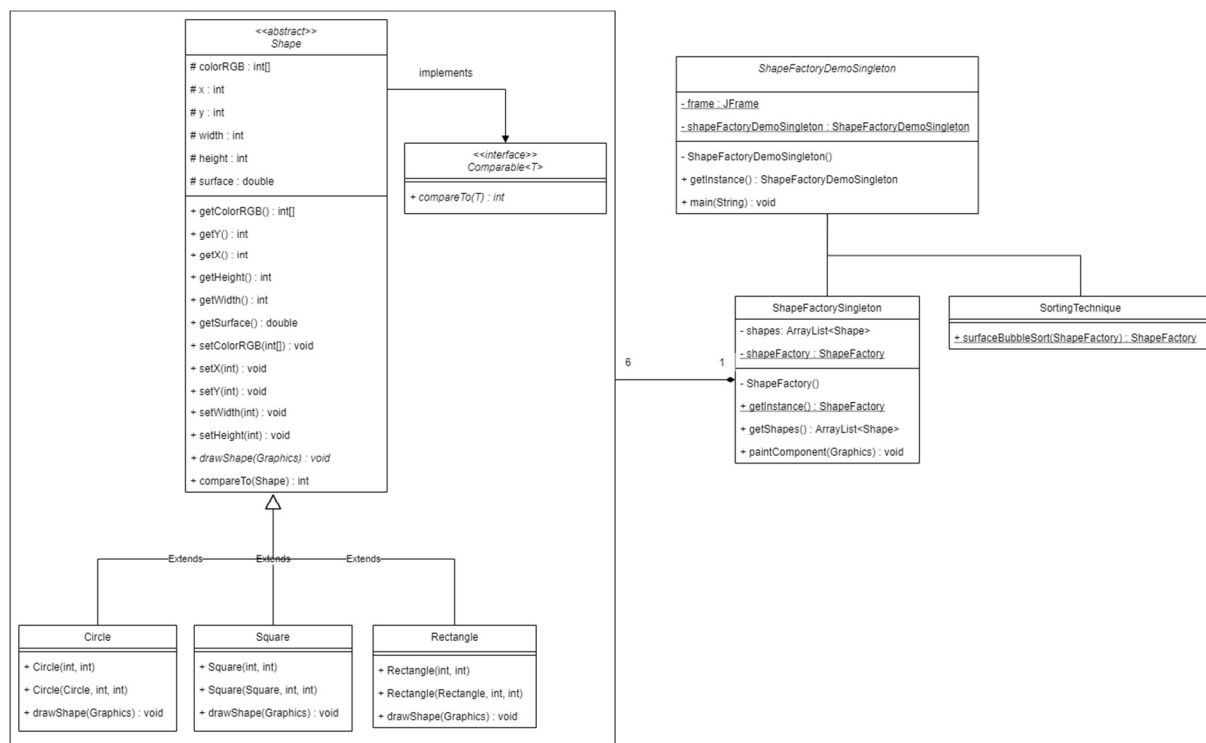 <<abstract>>
Shape
# colorRGB : int[]
# x : int
# y : int
# width : int
# height : int
# surface : double
+ getColorRGB() : int[]
+ getY() : int
+ getX() : int
+ getHeight() : int
+ getWidth() : int
+ getSurface() : double
+ setColorRGB(int[]) : void
+ setX(int) : void
+ setY(int) : void
+ setWidth(int) : void
+ setHeight(int) : void
+ drawShape(Graphics) : void
+ compareTo(Shape) : int
implements
<<interface>>
Comparable<T>
+ compareTo(T) : int
Extends
Extends
Extends
Circle
+ Circle(int, int)
+ Circle(Circle, int, int)
+ drawShape(Graphics) : void
Square
+ Square(int, int)
+ Square(Square, int, int)
+ drawShape(Graphics) : void
Rectangle
+ Rectangle(int, int)
+ Rectangle(Rectangle, int, int)
+ drawShape(Graphics) : void
6
1
ShapeFactoryDemoSingleton
- frame : JFrame
- shapeFactoryDemoSingleton : ShapeFactoryDemoSingleton
- ShapeFactoryDemoSingleton()
+ getInstance() : ShapeFactoryDemoSingleton
+ main(String) : void
ShapeFactorySingleton
- shapes: ArrayList<Shape>
- shapeFactory : ShapeFactory
- ShapeFactory()
+ getInstance() : ShapeFactory
+ getShapes() : ArrayList<Shape>
+ paintComponent(Graphics) : void
SortingTechnique
+ surfaceBubbleSort(ShapeFactory) : ShapeFactory